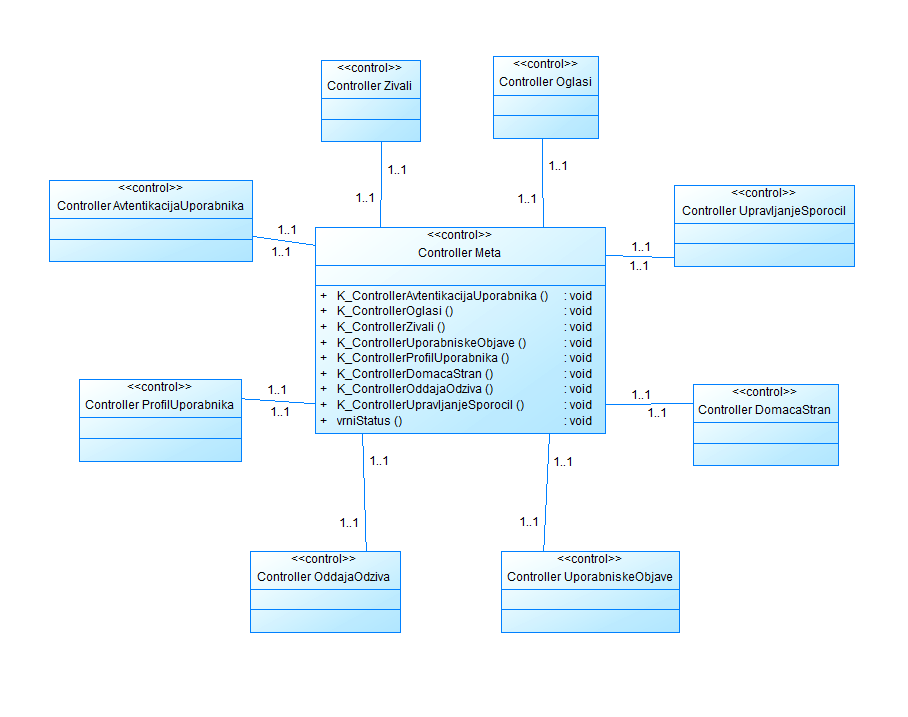 <<control>>
Controller Zivali
<<control>>
Controller Oglasi
1..1
1..1
1..1
1..1
<<control>>
Controller AvtentikacijaUporabnika
1..1
1..1
<<control>>
Controller UpravljanjeSporocil
1..1
1..1
<<control>>
Controller Meta
+ K_ControllerAvtentikacijaUporabnika () : void
+ K_ControllerOglasi () : void
+ K_ControllerZivali () : void
+ K_ControllerUporabniskeObjave () : void
+ K_ControllerProfilUporabnika () : void
+ K_ControllerDomacaStran () : void
+ K_ControllerOddajaOdziva () : void
+ K_ControllerUpravljanjeSporocil () : void
+ vrniStatus () : void
<<control>>
Controller ProfilUporabnika
1..1
1..1
<<control>>
Controller DomacaStran
1..1
1..1
1..1
1..1
1..1
1..1
<<control>>
Controller OddajaOdziva
<<control>>
Controller UporabniskeObjave